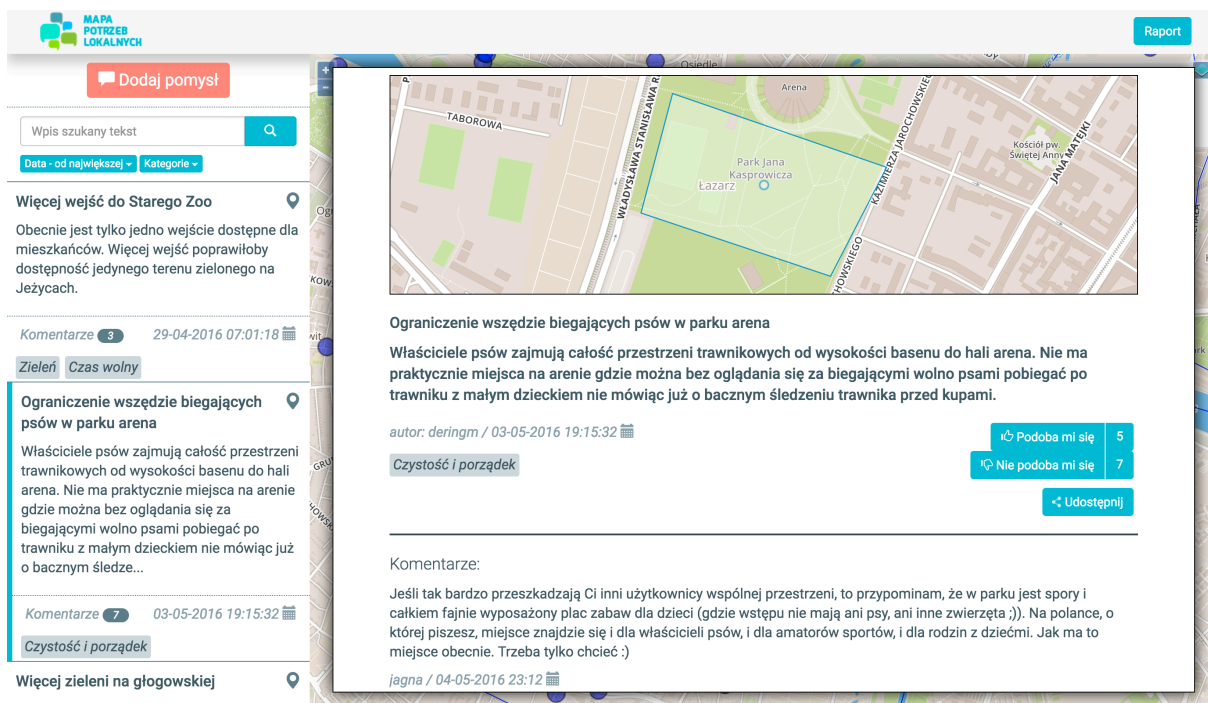 MAPA
POTRZEB
LOKALNYCH
Raport
Dodaj pomysł
Wpis szukany tekst
Data - od największej
Kategorie
Więcej wejść do Starego Zoo
Obecnie jest tylko jedno wejście dostępne dla
mieszkańców. Więcej wejść poprawiłoby
dostępność jedynego terenu zielonego na
Jeżycach.
Komentarze 3 29-04-2016 07:01:18
Zieleń Czas wolny
Ograniczenie wszędzie biegających
psów w parku arena
Właściciele psów zajmują całość przestrzeni
trawnikowych od wysokości basenu do hali
arena. Nie ma praktycznie miejsca na arenie
gdzie można bez oglądania się za
biegającymi wolno psami pobiegać po
trawniku z małym dzieckiem nie mówiąc już
o bacznym śledze...
Komentarze 7 03-05-2016 19:15:32
Czystość i porządek
Więcej zieleni na głogowskiej
Osiedle
TABOROWA
WŁADYSŁAWA STANISŁAWA R
Arena
Park Jana
Kasprowicza
Łazarz
KAZIMIERZA JAROCHOWSKIE
CHOWSKIEGO
Kościół pw.
Świętej Anny
JANA MATEJKI
Ograniczenie wszędzie biegających psów w parku arena
Właściciele psów zajmują całość przestrzeni trawnikowych od wysokości basenu do hali arena. Nie ma
praktycznie miejsca na arenie gdzie można bez oglądania się za biegającymi wolno psami pobiegać po
trawniku z małym dzieckiem nie mówiąc już o bacznym śledzeniu trawnika przed kupami.
autor: deringm / 03-05-2016 19:15:32
Czystość i porządek
Podoba mi się 5
Nie podoba mi się 7
Udostępnij
Komentarze:
Jeśli tak bardzo przeszkadzają Ci inni użytkownicy wspólnej przestrzeni, to przypominam, że w parku jest spory i
całkiem fajnie wyposażony plac zabaw dla dzieci (gdzie wstępu nie mają ani psy, ani inne zwierzęta ;)). Na polance, o
której piszesz, miejsce znajdzie się i dla właścicieli psów, i dla amatorów sportów, i dla rodzin z dziećmi. Jak ma to
miejsce obecnie. Trzeba tylko chcieć :)
jagna / 04-05-2016 23:12